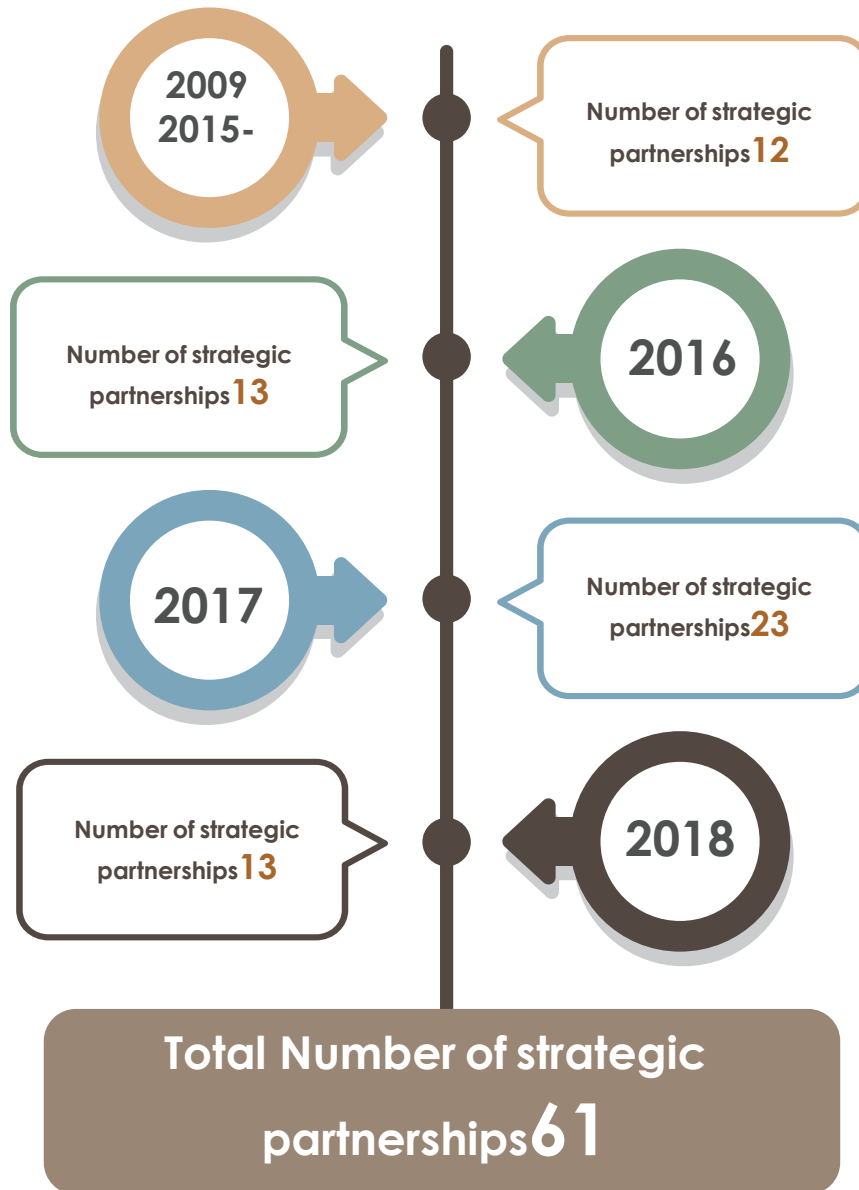 2009
2015-
Number of strategic
partnerships12
Number of strategic
partnerships13
2016
2017
Number of strategic
partnerships23
Number of strategic
partnerships13
2018
Total Number of strategic
partnerships61